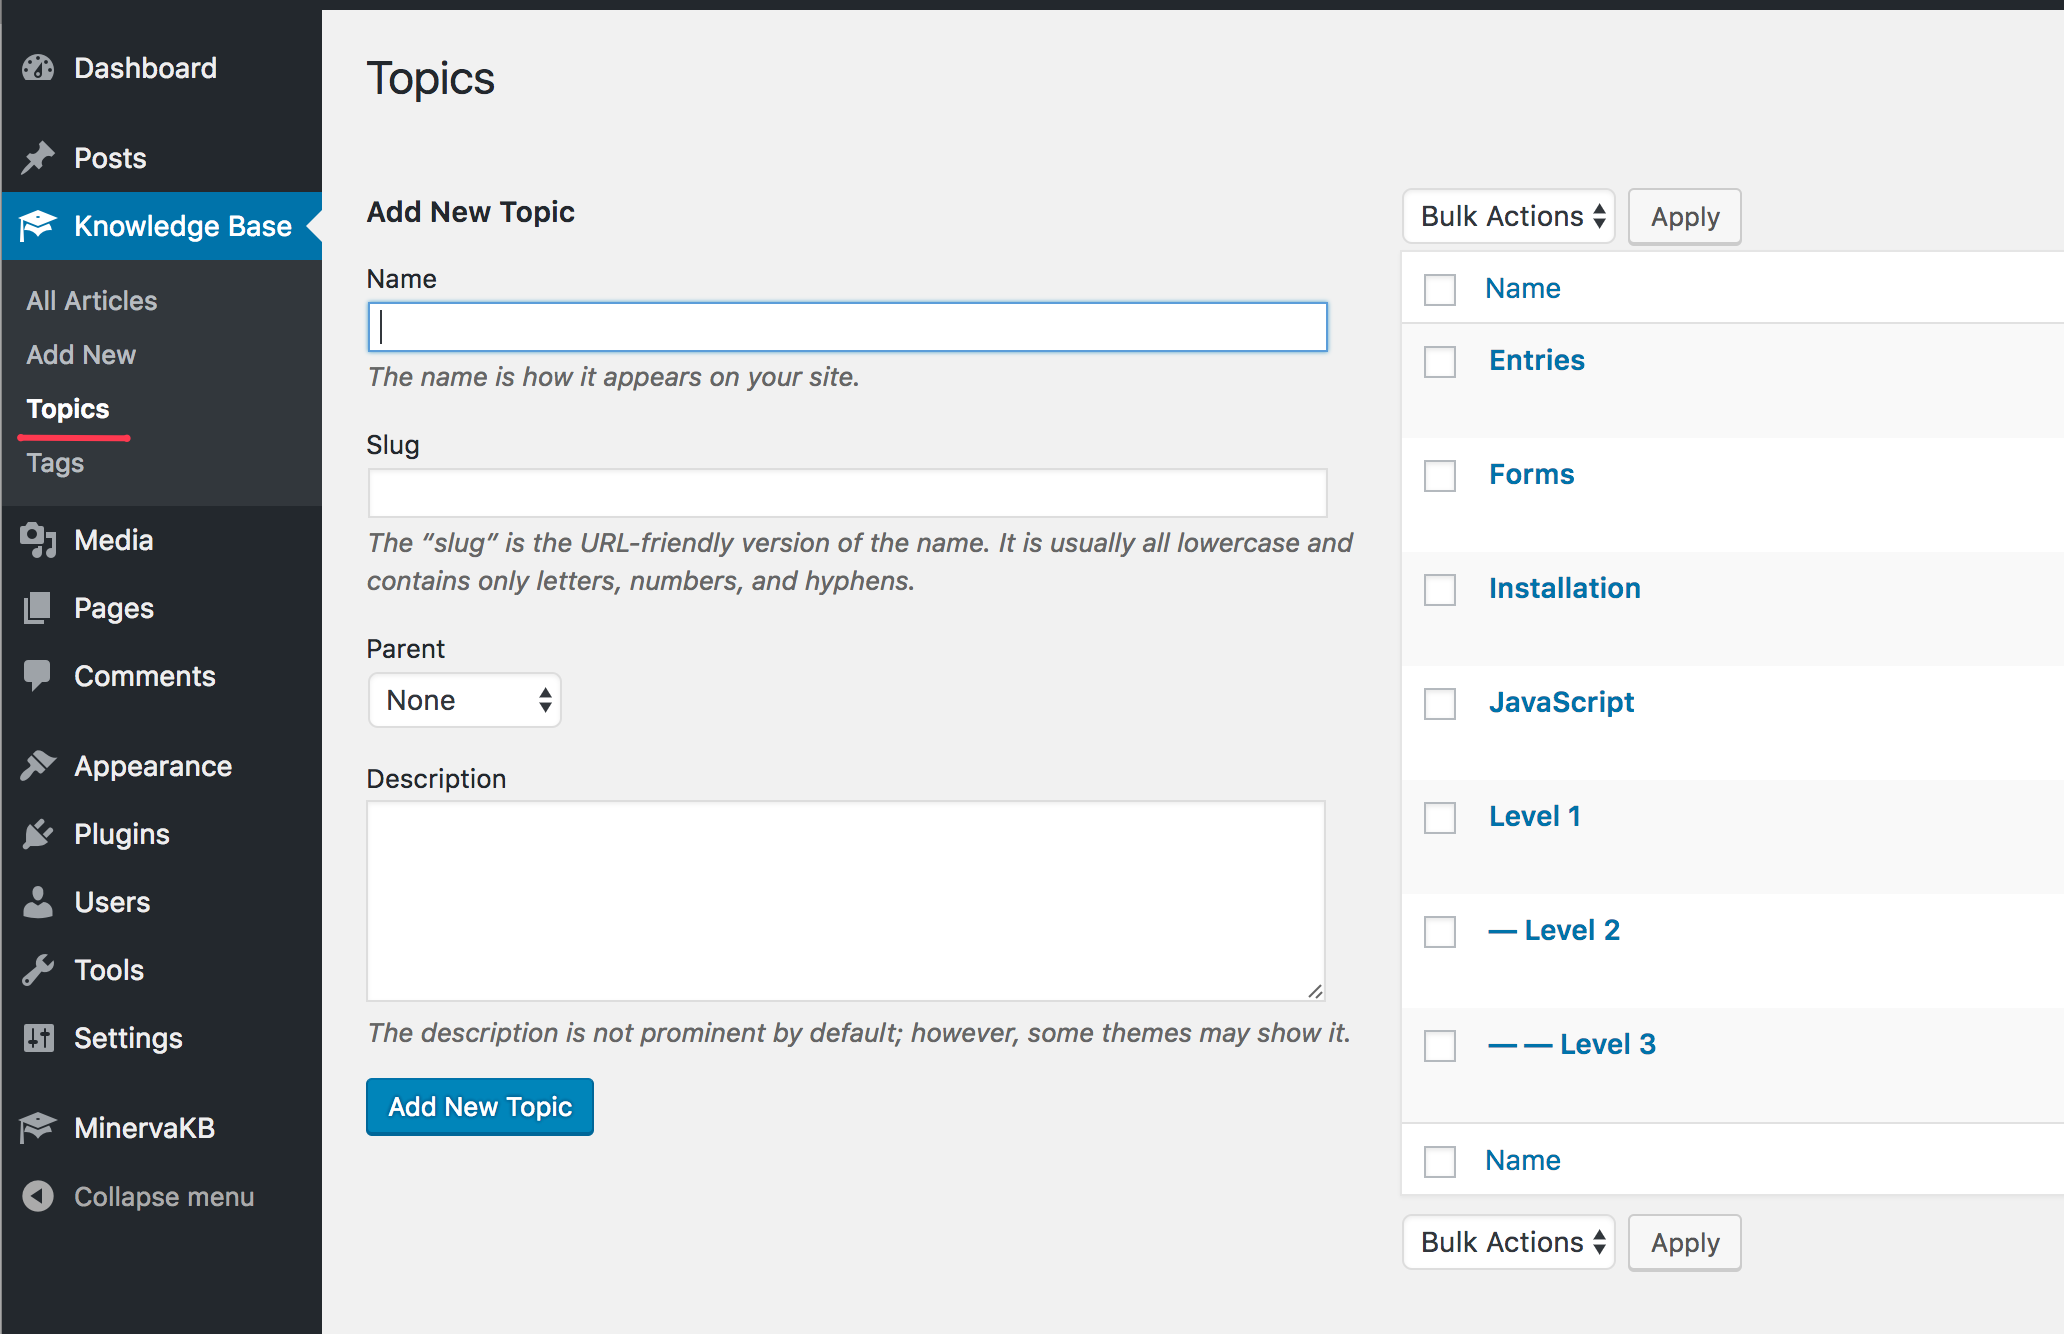 Dashboard
Posts
Knowledge Base
All Articles
Add New
Topics
Tags
Media
Pages
Comments
Appearance
Plugins
Users
Tools
Settings
MinervaKB
Collapse menu
Topics
Add New Topic
Name
The name is how it appears on your site.
Slug
The “slug” is the URL-friendly version of the name. It is usually all lowercase and
contains only letters, numbers, and hyphens.
Parent
None
Description
The description is not prominent by default; however, some themes may show it.
Add New Topic
Bulk Actions Apply
Name
Entries
Forms
Installation
JavaScript
Level 1
— Level 2
— — Level 3
Name
Bulk Actions Apply